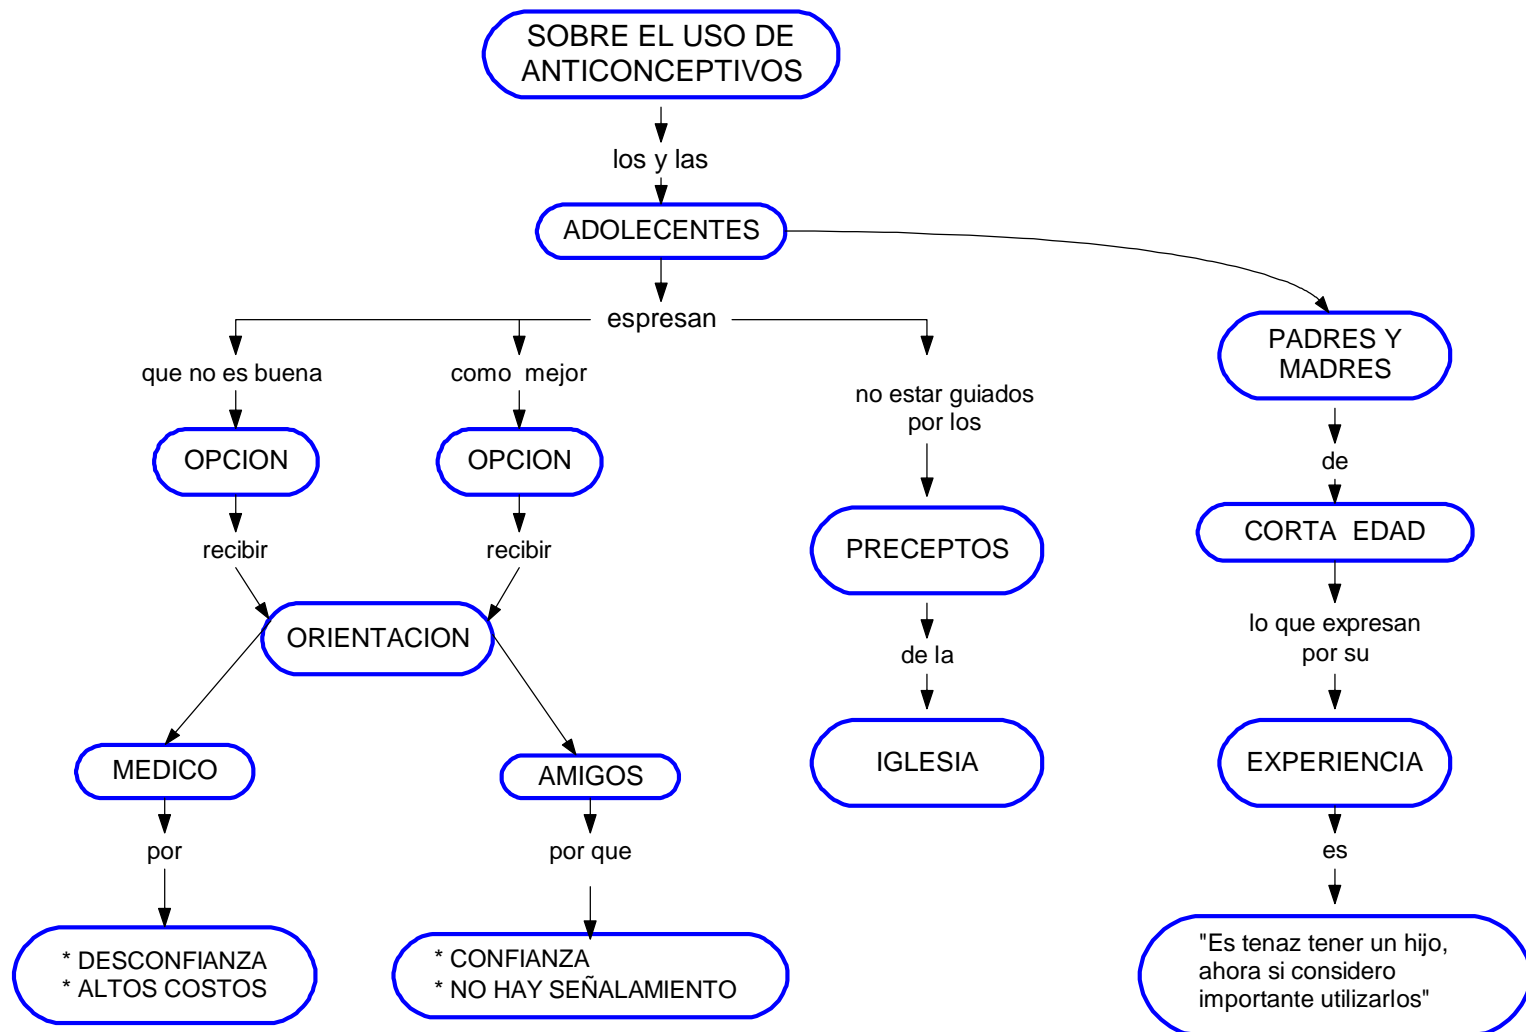 SOBRE EL USO DE
ANTICONCEPTIVOS
los y las
ADOLECENTES
espresan
que no es buena
OPCION
recibir
como mejor
OPCION
recibir
ORIENTACION
MEDICO
por
* DESCONFIANZA
* ALTOS COSTOS
AMIGOS
por que
* CONFIANZA
* NO HAY SEÑALAMIENTO
no estar guiados
por los
PRECEPTOS
de la
IGLESIA
PADRES Y
MADRES
de
CORTA EDAD
lo que expresan
por su
EXPERIENCIA
es
"Es tenaz tener un hijo,
ahora si considero
importante utilizarlos"